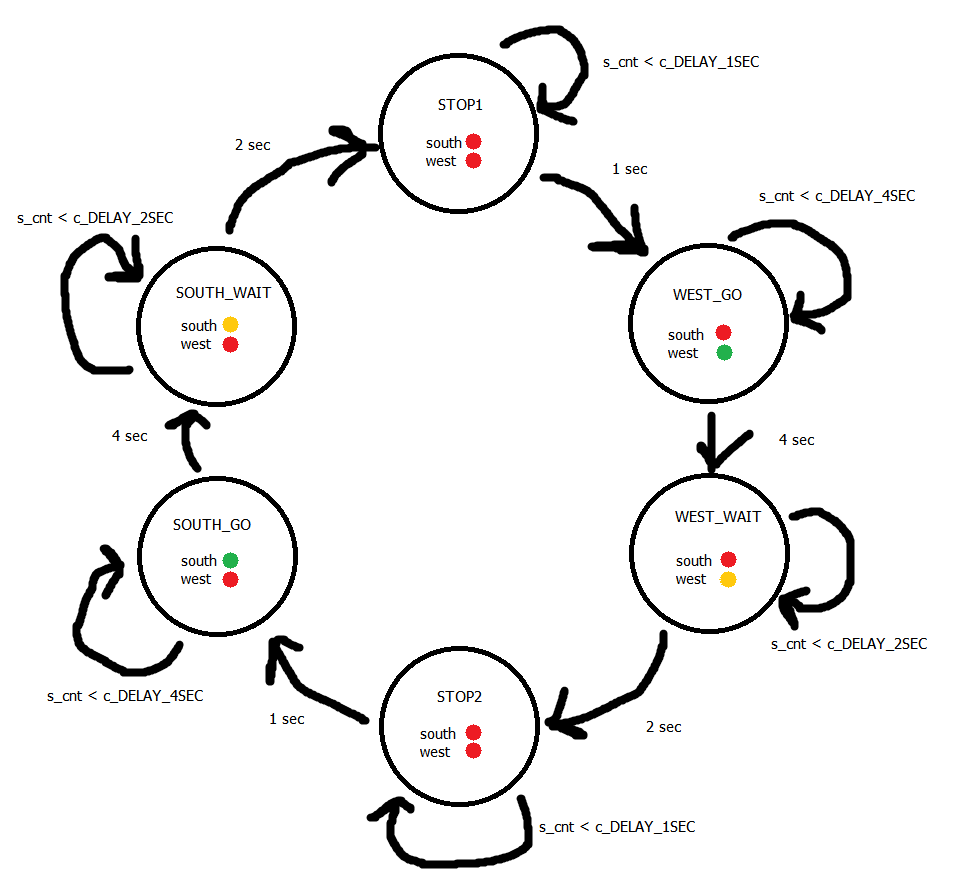 s_cnt < c_DELAY_1SEC
STOP1
south
west
2 sec
1 sec
s_cnt < c_DELAY_4SEC
s_cnt < c_DELAY_2SEC
SOUTH_WAIT
south
west
WEST_GO
south
west
4 sec
4 sec
SOUTH_GO
south
west
WEST_WAIT
south
west
s_cnt < c_DELAY_2SEC
s_cnt < c_DELAY_4SEC
STOP2
south
west
1 sec
2 sec
s_cnt < c_DELAY_1SEC